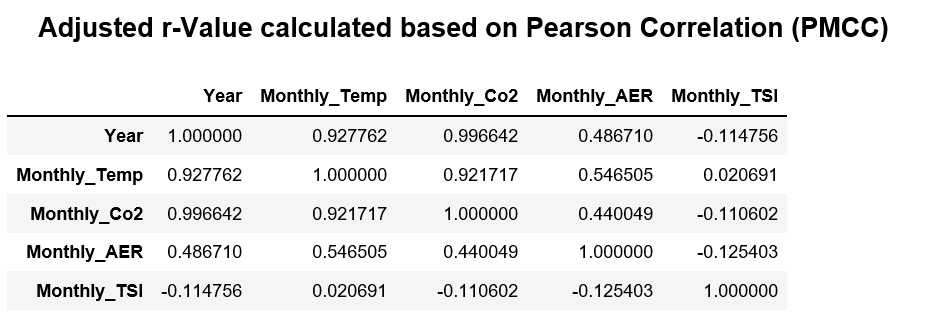 Adjusted r-Value calculated based on Pearson Correlation (PMCC)
Year Monthly_Temp Monthly_Co2 Monthly_AER Monthly_TSI
Year 1.000000 0.927762 0.996642 0.486710 -0.114756
Monthly_Temp 0.927762 1.000000 0.921717 0.546505 0.020691
Monthly_Co2 0.996642 0.921717 1.000000 0.440049 -0.110602
Monthly_AER 0.486710 0.546505 0.440049 1.000000 -0.125403
Monthly_TSI -0.114756 0.020691 -0.110602 -0.125403 1.000000